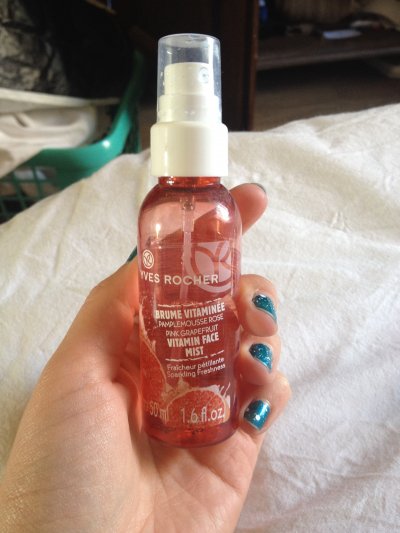 YVES ROCHER
BRUME VITAMINÉE
PAMPLEMOUSSE ROSE
PINK GRAPEFRUIT
VITAMIN FACE
MIST
Fraîcheur pétillante
Sparkling Freshness
50 ml 1.6 fl.oz.